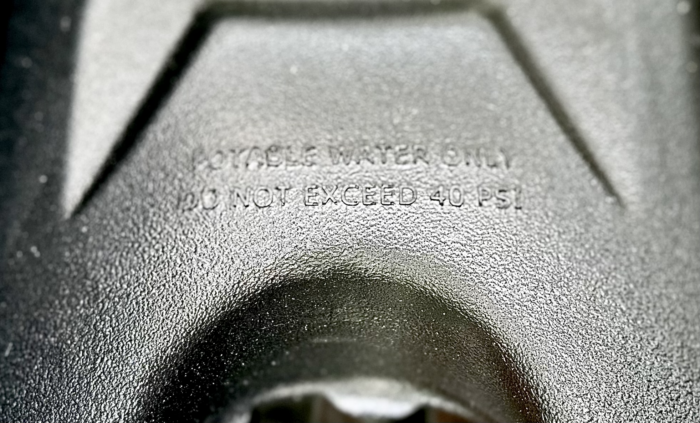 POTABLE WATER ONLY
DO NOT EXCEED 40 PSI